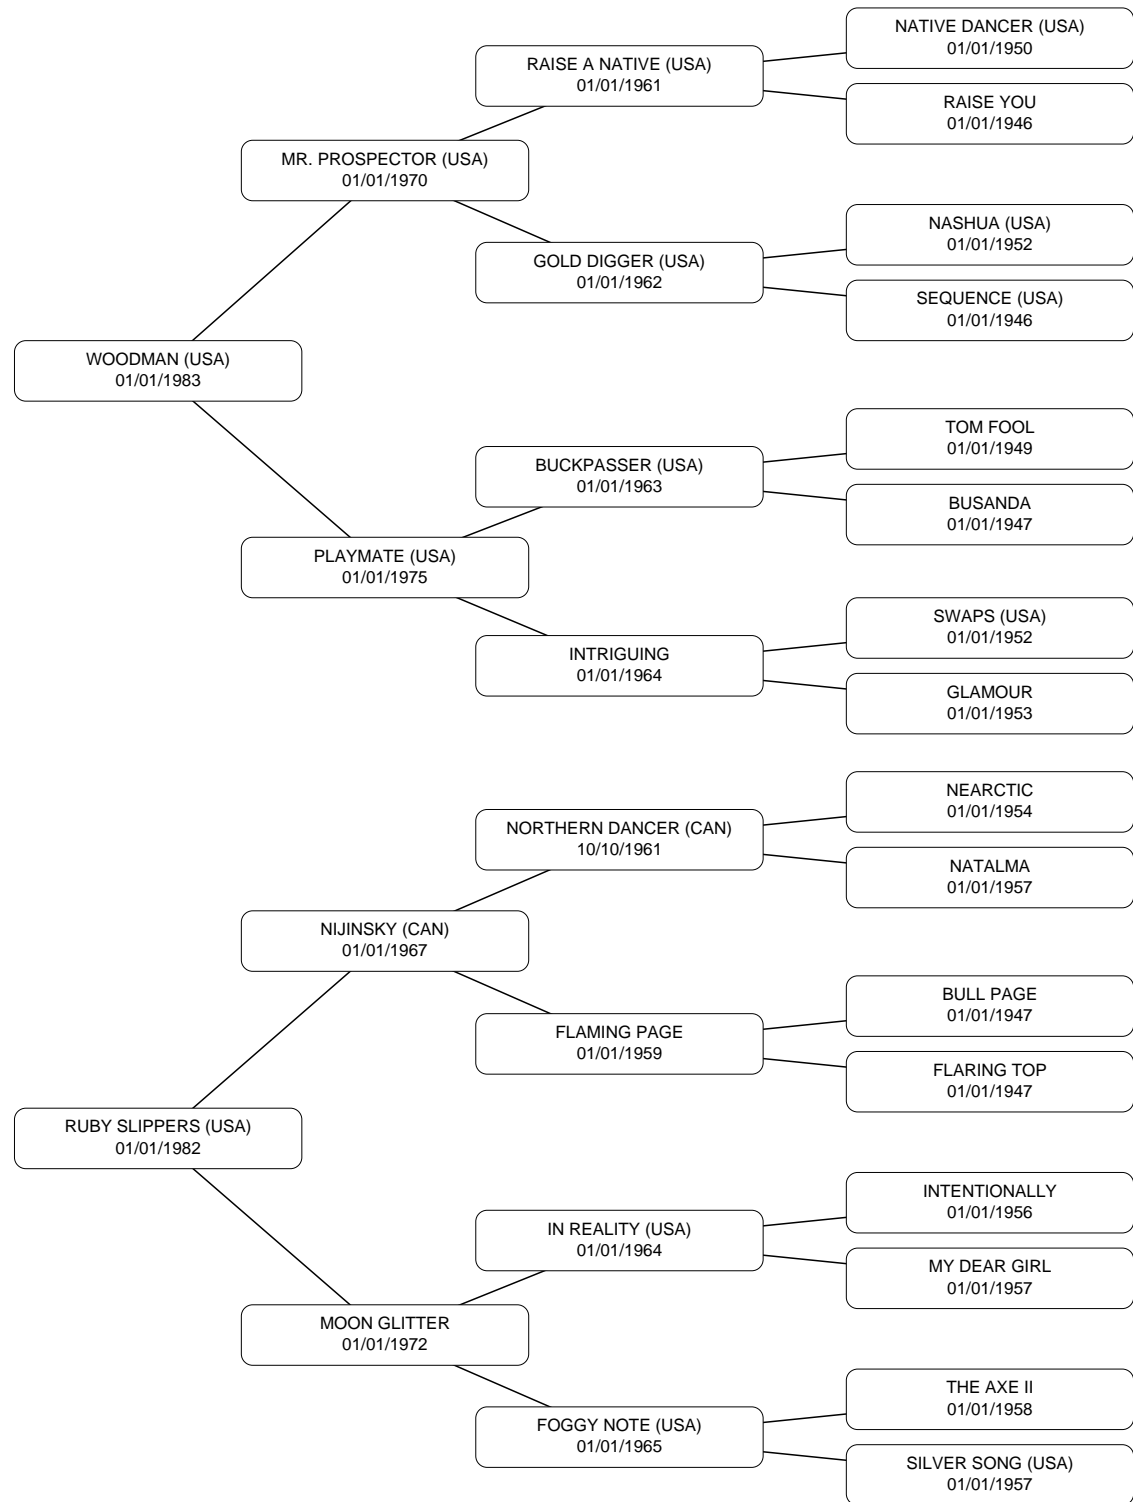 NATIVE DANCER (USA)
01/01/1950
RAISE A NATIVE (USA)
01/01/1961
RAISE YOU
01/01/1946
MR. PROSPECTOR (USA)
01/01/1970
NASHUA (USA)
01/01/1952
GOLD DIGGER (USA)
01/01/1962
SEQUENCE (USA)
01/01/1946
WOODMAN (USA)
01/01/1983
TOM FOOL
01/01/1949
BUCKPASSER (USA)
01/01/1963
BUSANDA
01/01/1947
PLAYMATE (USA)
01/01/1975
SWAPS (USA)
01/01/1952
INTRIGUING
01/01/1964
GLAMOUR
01/01/1953
NEARCTIC
01/01/1954
NORTHERN DANCER (CAN)
10/10/1961
NATALMA
01/01/1957
NIJINSKY (CAN)
01/01/1967
BULL PAGE
01/01/1947
FLAMING PAGE
01/01/1959
FLARING TOP
01/01/1947
RUBY SLIPPERS (USA)
01/01/1982
INTENTIONALLY
01/01/1956
IN REALITY (USA)
01/01/1964
MY DEAR GIRL
01/01/1957
MOON GLITTER
01/01/1972
THE AXE II
01/01/1958
FOGGY NOTE (USA)
01/01/1965
SILVER SONG (USA)
01/01/1957